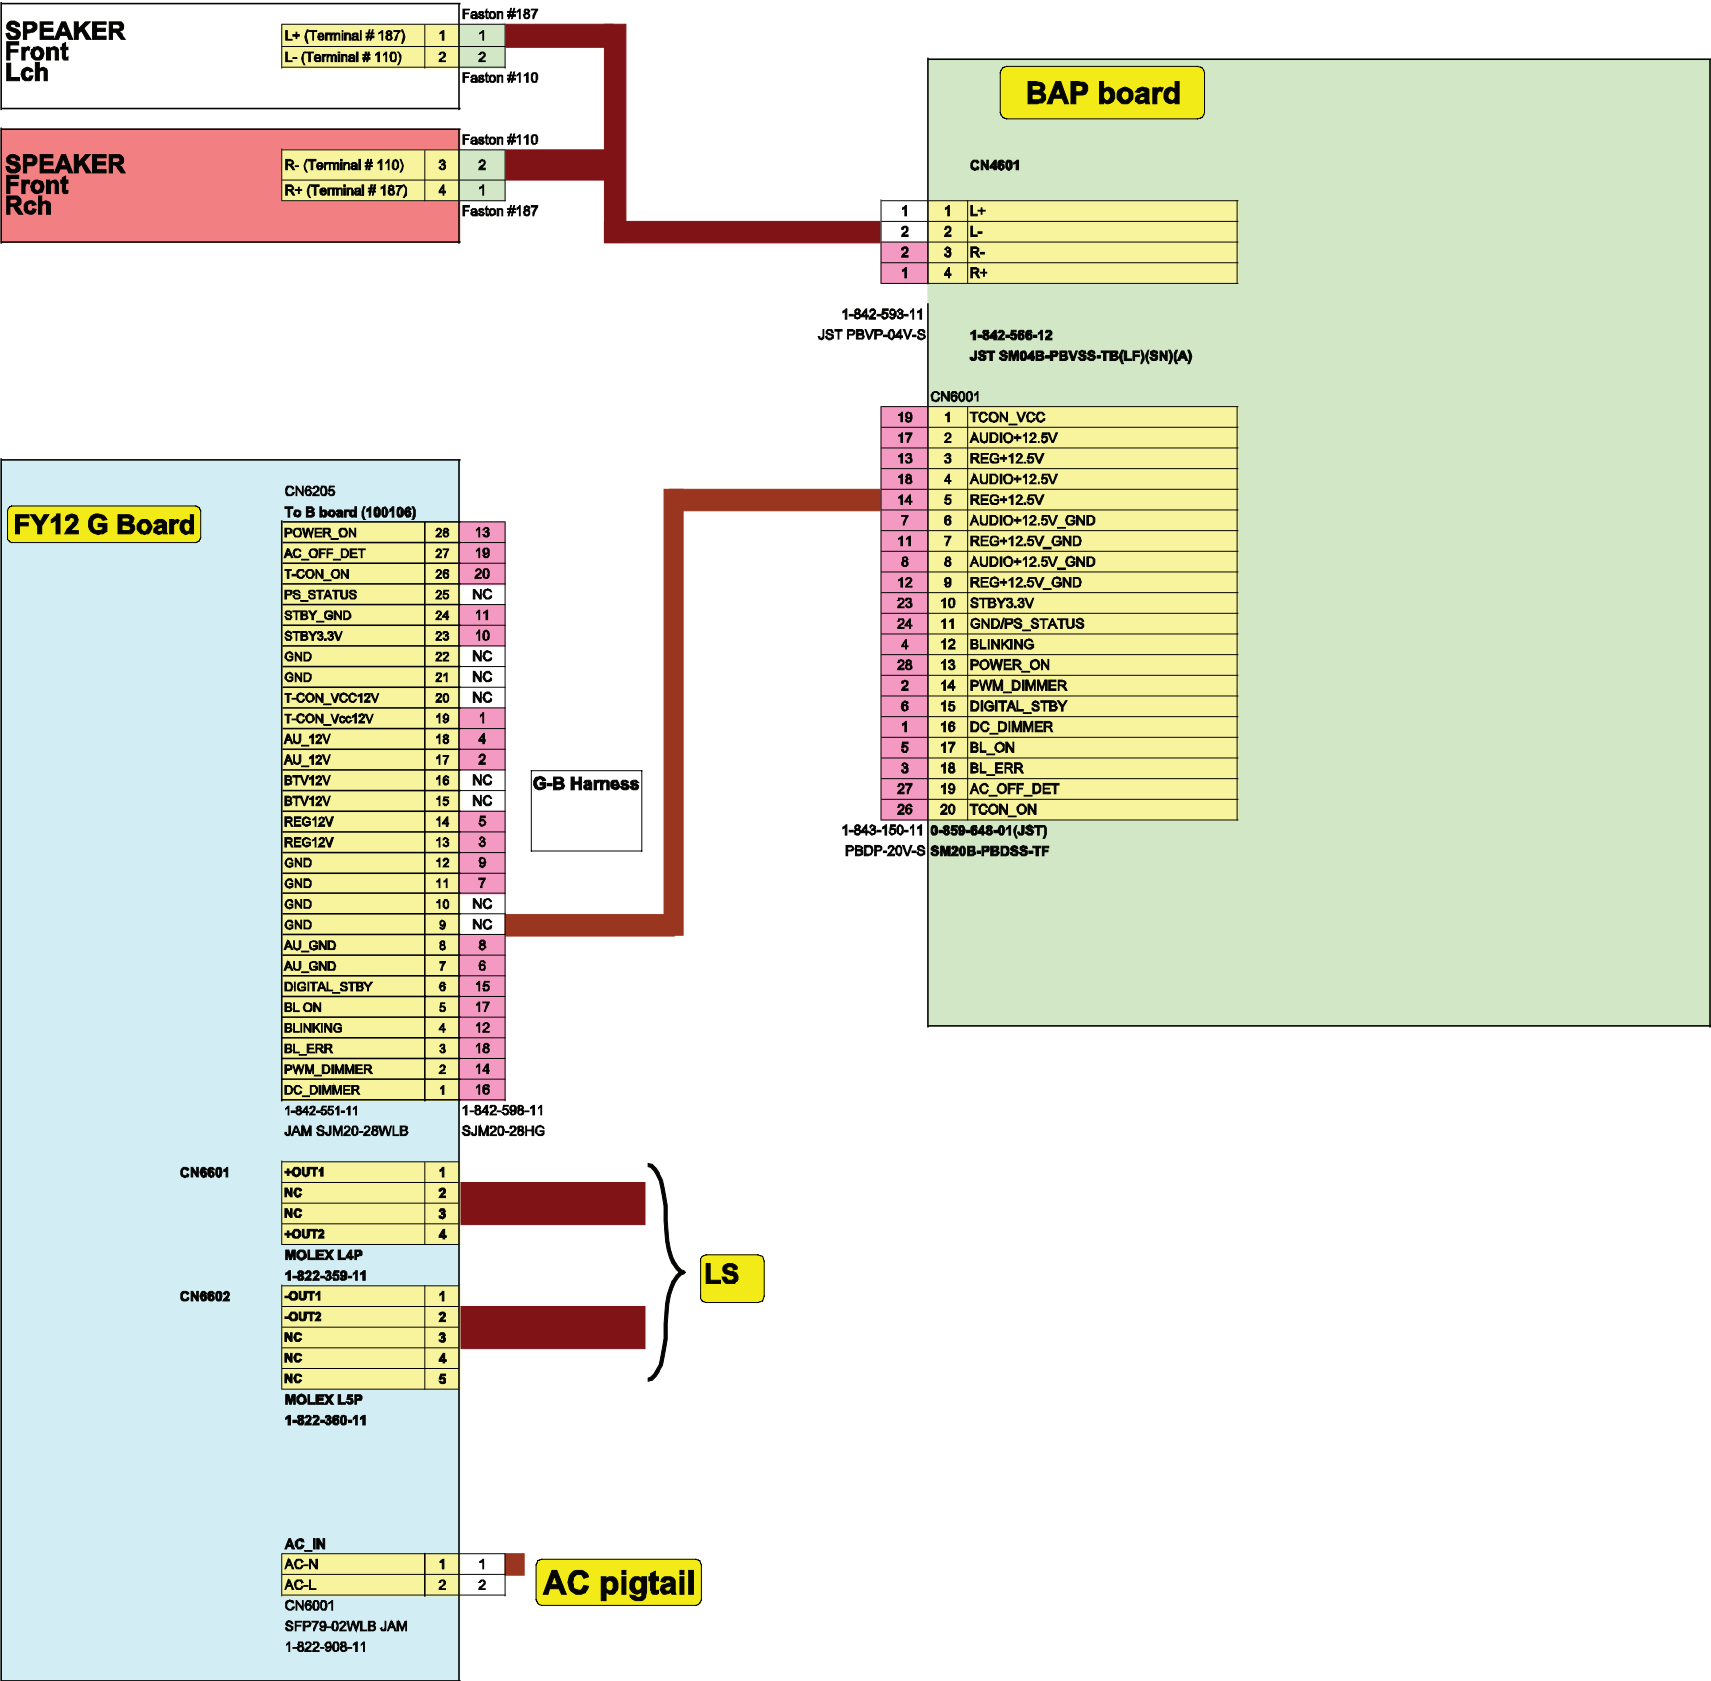 Faston #187
SPEAKER
Front
Lch
L+ (Terminal # 187) 1 1
L- (Terminal # 110) 2 2
Faston #110
Faston #110
SPEAKER
Front
Rch
R- (Terminal # 110) 3 2
R+ (Terminal # 187) 4 1
Faston #187
BAP board
CN4601
1 1 L+
2 2 L-
2 3 R-
1 4 R+
1-842-593-11
JST PBVP-04V-S
1-842-566-12
JST SM04B-PBVSS-TB(LF)(SN)(A)
CN6001
19 1 TCON_VCC
17 2 AUDIO+12.5V
13 3 REG+12.5V
18 4 AUDIO+12.5V
14 5 REG+12.5V
7 6 AUDIO+12.5V_GND
11 7 REG+12.5V_GND
8 8 AUDIO+12.5V_GND
12 9 REG+12.5V_GND
23 10 STBY3.3V
24 11 GND/PS_STATUS
4 12 BLINKING
28 13 POWER_ON
2 14 PWM_DIMMER
6 15 DIGITAL_STBY
1 16 DC_DIMMER
5 17 BL_ON
3 18 BL_ERR
27 19 AC_OFF_DET
26 20 TCON_ON
1-843-150-11 0-859-648-01(JST)
PBDP-20V-S SM20B-PBDSS-TF
FY12 G Board
CN6205
To B board (100106)
POWER_ON 28 13
AC_OFF_DET 27 19
T-CON_ON 26 20
PS_STATUS 25 NC
STBY_GND 24 11
STBY3.3V 23 10
GND 22 NC
GND 21 NC
T-CON_VCC12V 20 NC
T-CON_Vcc12V 19 1
AU_12V 18 4
AU_12V 17 2
BTV12V 16 NC
BTV12V 15 NC
REG12V 14 5
REG12V 13 3
GND 12 9
GND 11 7
GND 10 NC
GND 9 NC
AU_GND 8 8
AU_GND 7 6
DIGITAL_STBY 6 15
BL ON 5 17
BLINKING 4 12
BL_ERR 3 18
PWM_DIMMER 2 14
DC_DIMMER 1 16
1-842-551-11 1-842-598-11
JAM SJM20-28WLB SJM20-28HG
G-B Harness
CN6601
+OUT1 1
NC 2
NC 3
+OUT2 4
MOLEX L4P
1-822-359-11
CN6602
-OUT1 1
-OUT2 2
NC 3
NC 4
NC 5
MOLEX L5P
1-822-360-11
LS
AC_IN
AC-N 1 1
AC-L 2 2
CN6001
SFP79-02WLB JAM
1-822-908-11
AC pigtail